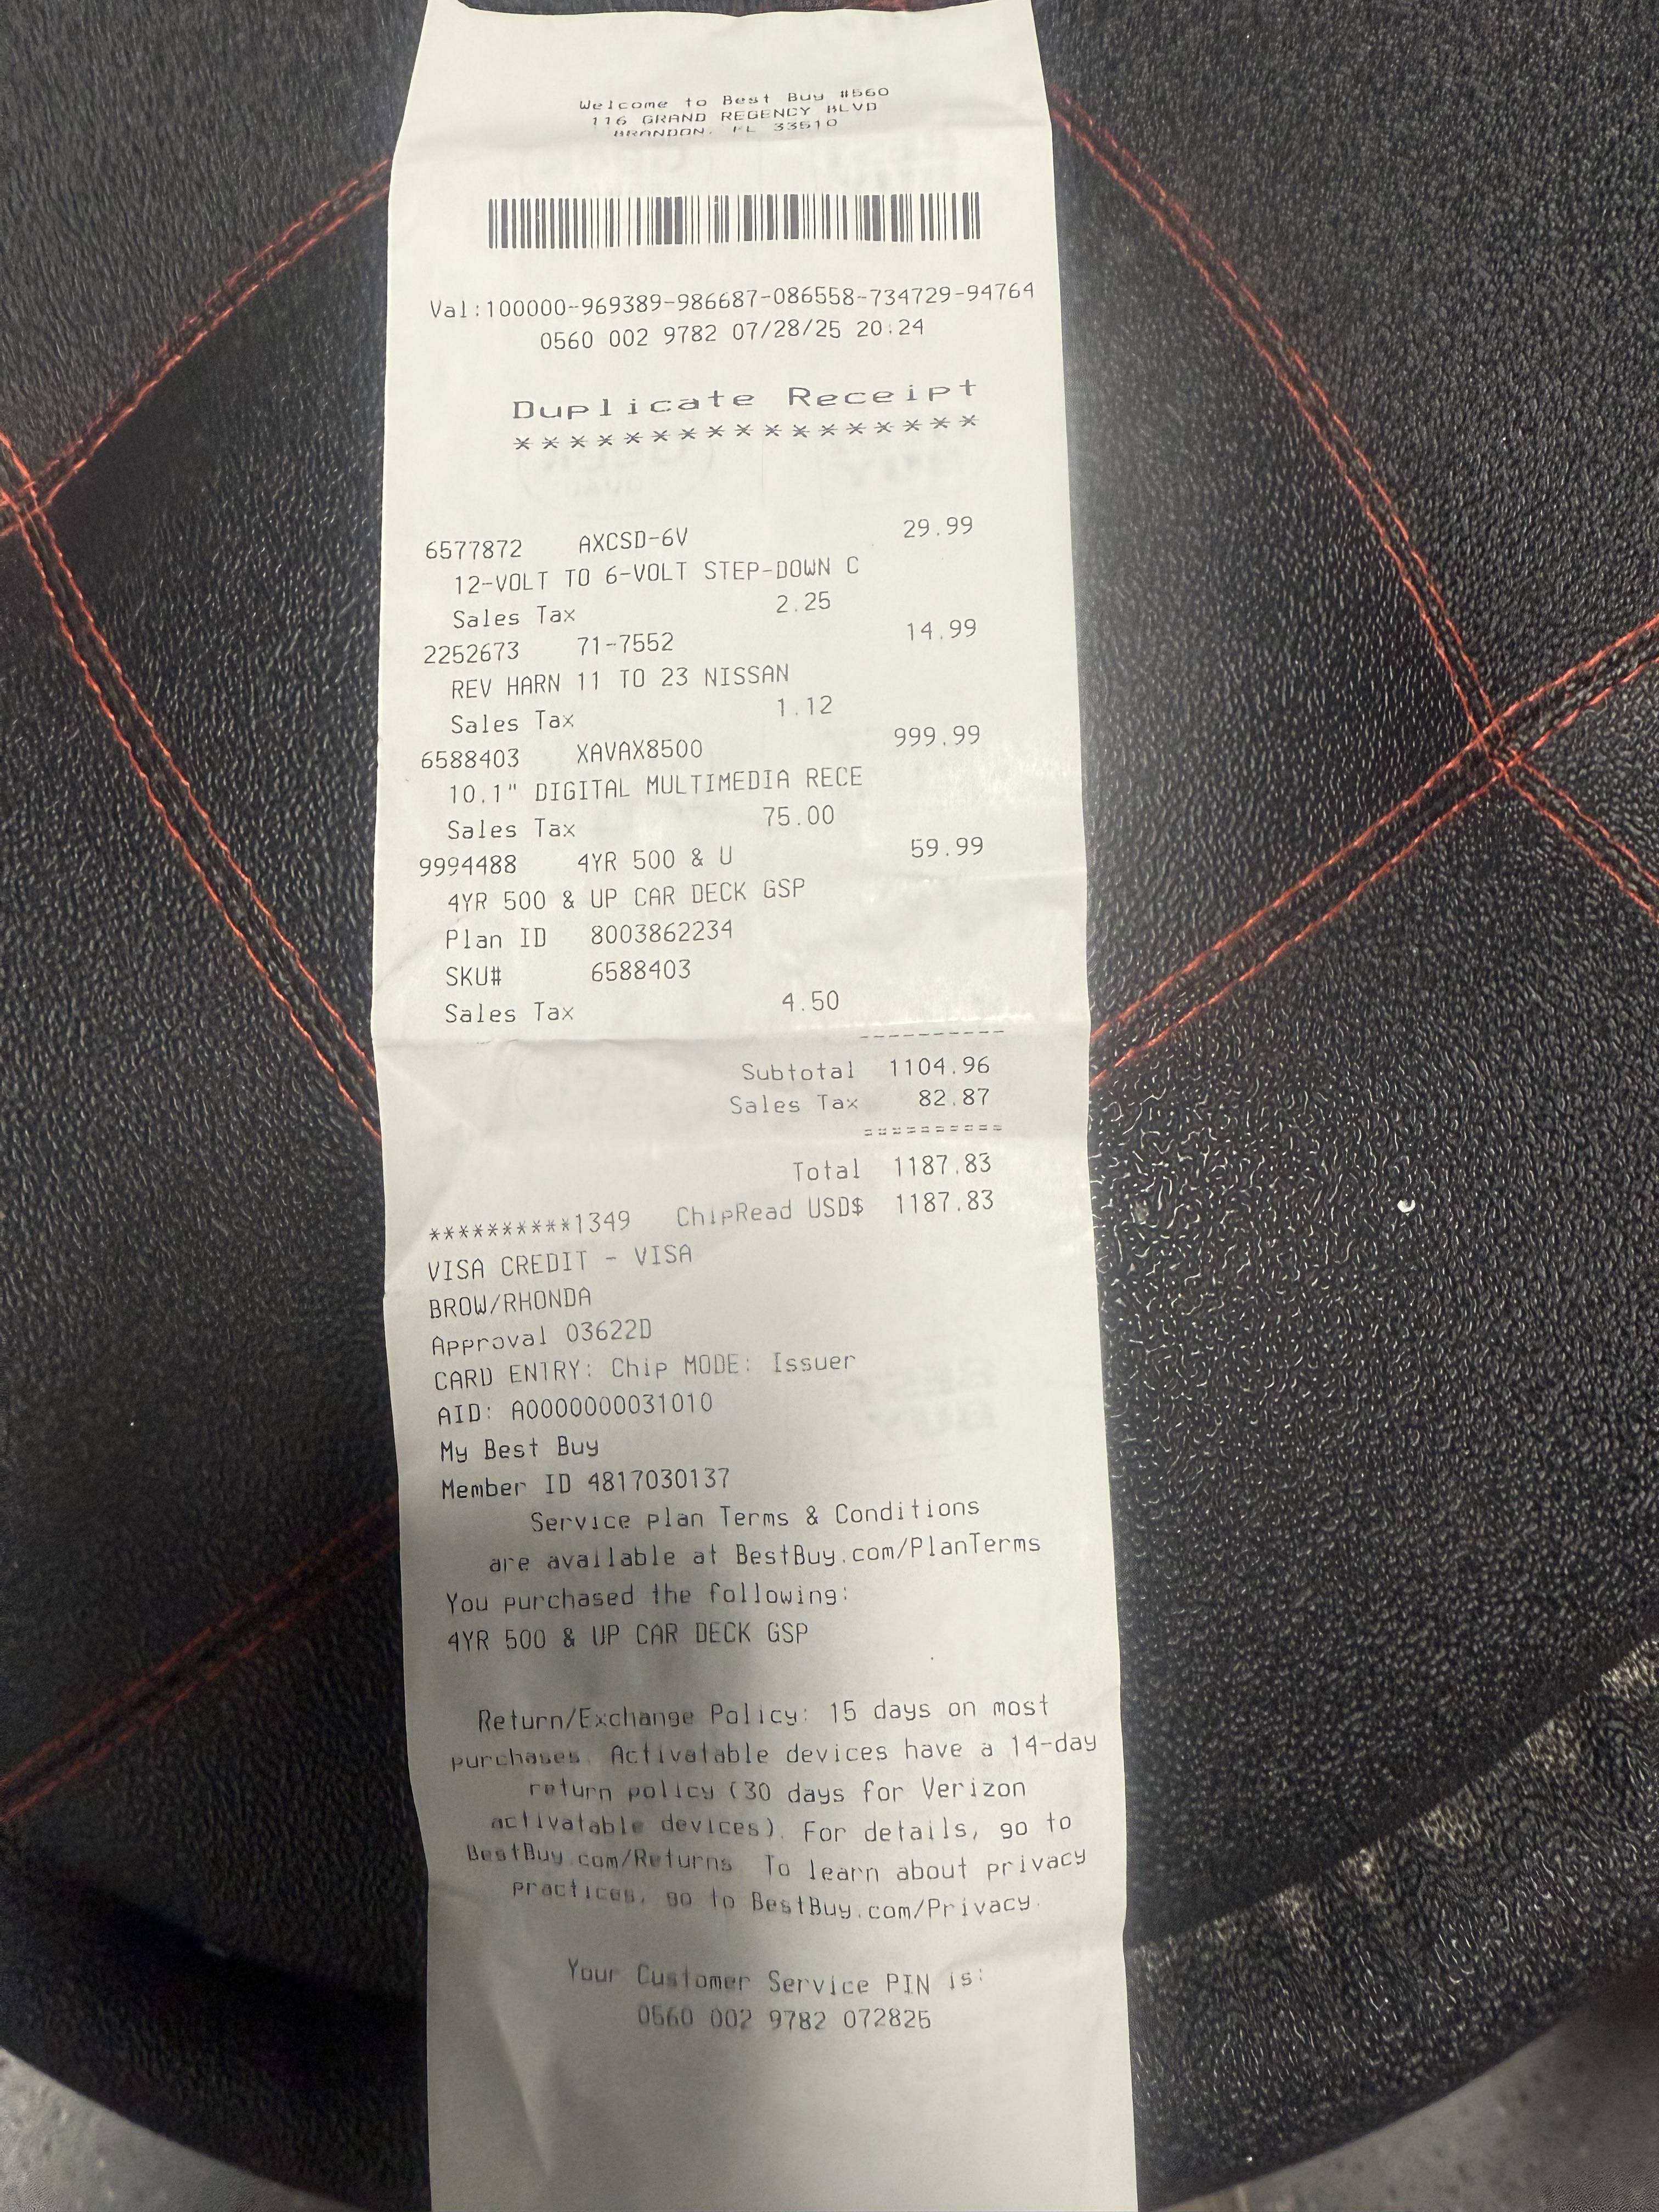 Welcome to Best Buy #560
116 GRAND REGENCY BLVD
BRANDON, FL 33510
Val:100000-969389-986687-086558-734729-94764
0560 002 9782 07/28/25 20:24
Duplicate Receipt
*****************
6577872 AXCSD-6V 29.99
12-VOLT TO 6-VOLT STEP-DOWN C
Sales Tax 2.25
2252673 71-7552 14.99
REV HARN 11 TO 23 NISSAN
Sales Tax 1.12
6588403 XAVAX8500 999.99
10.1" DIGITAL MULTIMEDIA RECE
Sales Tax 75.00
9994488 4YR 500 & U 59.99
4YR 500 & UP CAR DECK GSP
Plan ID 8003862234
SKU# 6588403
Sales Tax 4.50
----------
Subtotal 1104.96
Sales Tax 82.87
==========
Total 1187.83
**********1349 ChipRead USD$ 1187.83
VISA CREDIT - VISA
BROW/RHONDA
Approval 03622D
CARD ENTRY: Chip MODE: Issuer
AID: A0000000031010
My Best Buy
Member ID 4817030137
Service plan Terms & Conditions
are available at BestBuy.com/PlanTerms
You purchased the following:
4YR 500 & UP CAR DECK GSP
Return/Exchange Policy: 15 days on most
purchases. Activatable devices have a 14-day
return policy (30 days for Verizon
activatable devices). For details, go to
BestBuy.com/Returns. To learn about privacy
practices, go to BestBuy.com/Privacy.
Your Customer Service PIN is:
0560 002 9782 072825